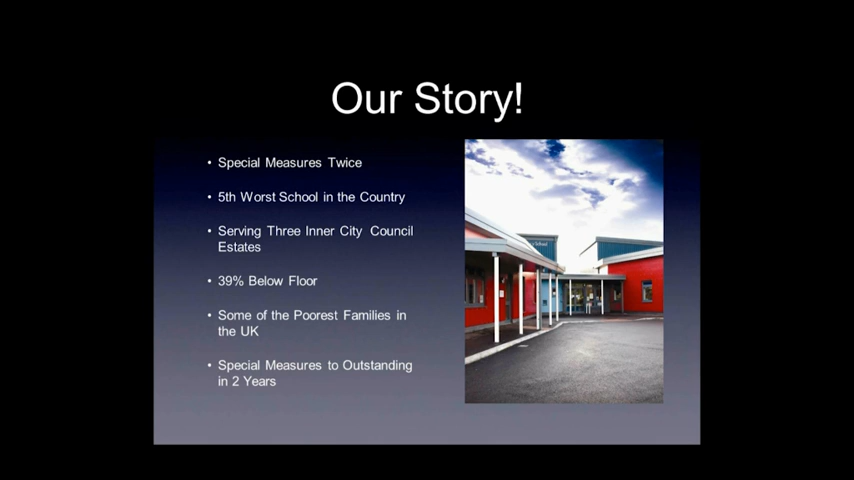 Our Story!
• Special Measures Twice
• 5th Worst School in the Country
• Serving Three Inner City Council
Estates
• 39% Below Floor
• Some of the Poorest Families in
the UK
• Special Measures to Outstanding
in 2 Years
School